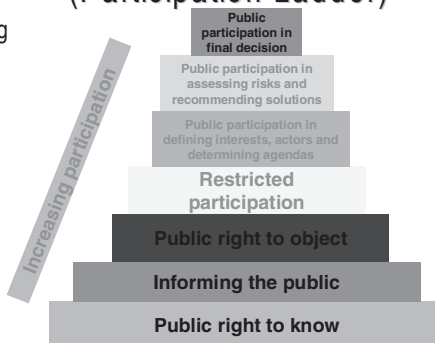 (Participation Ladder)
g
Public
participation in
final decision
Public participation in
assessing risks and
recommending solutions
Public participation in
defining interests, actors and
determining agendas
Restricted
participation
Public right to object
Informing the public
Public right to know
Increasing participation